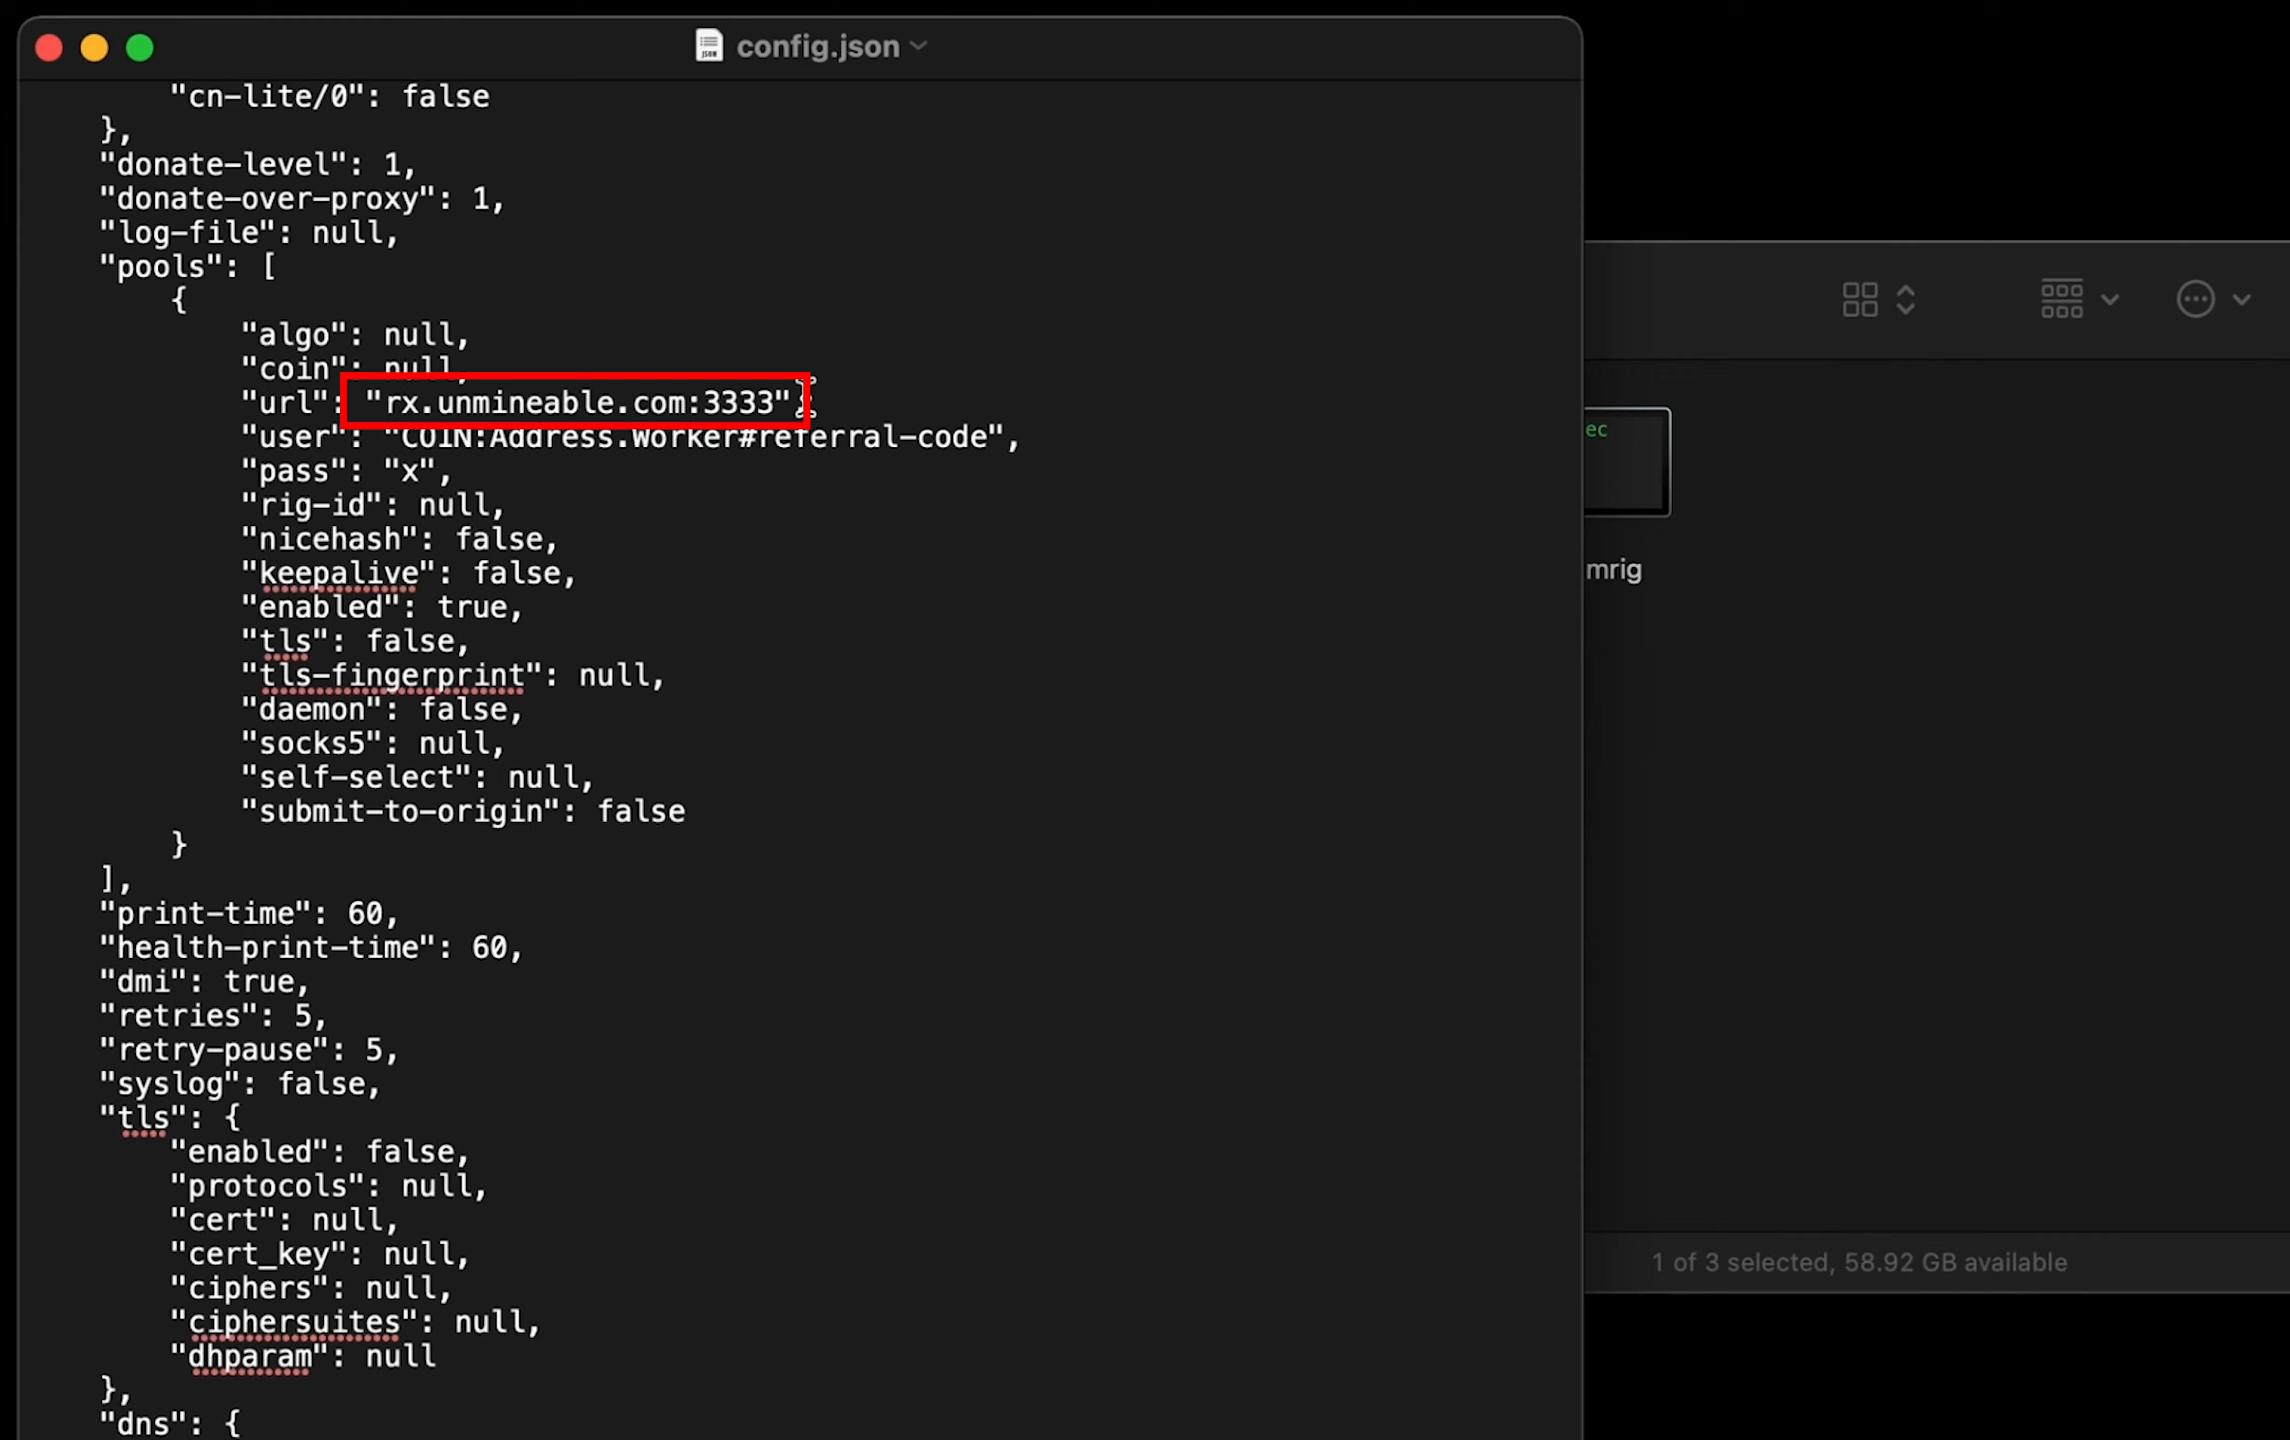 config.json
"cn-lite/0": false
},
"donate-level": 1,
"donate-over-proxy": 1,
"log-file": null,
"pools": [
{
"algo": null,
"coin": null,
"url": "rx.unmineable.com:3333",
"user": "COIN:Address.Worker#referral-code",
"pass": "x",
"rig-id": null,
"nicehash": false,
"keepalive": false,
"enabled": true,
"tls": false,
"tls-fingerprint": null,
"daemon": false,
"socks5": null,
"self-select": null,
"submit-to-origin": false
}
],
"print-time": 60,
"health-print-time": 60,
"dmi": true,
"retries": 5,
"retry-pause": 5,
"syslog": false,
"tls": {
"enabled": false,
"protocols": null,
"cert": null,
"cert_key": null,
"ciphers": null,
"ciphersuites": null,
"dhparam": null
},
"dns": {
ec
mrig
1 of 3 selected, 58.92 GB available